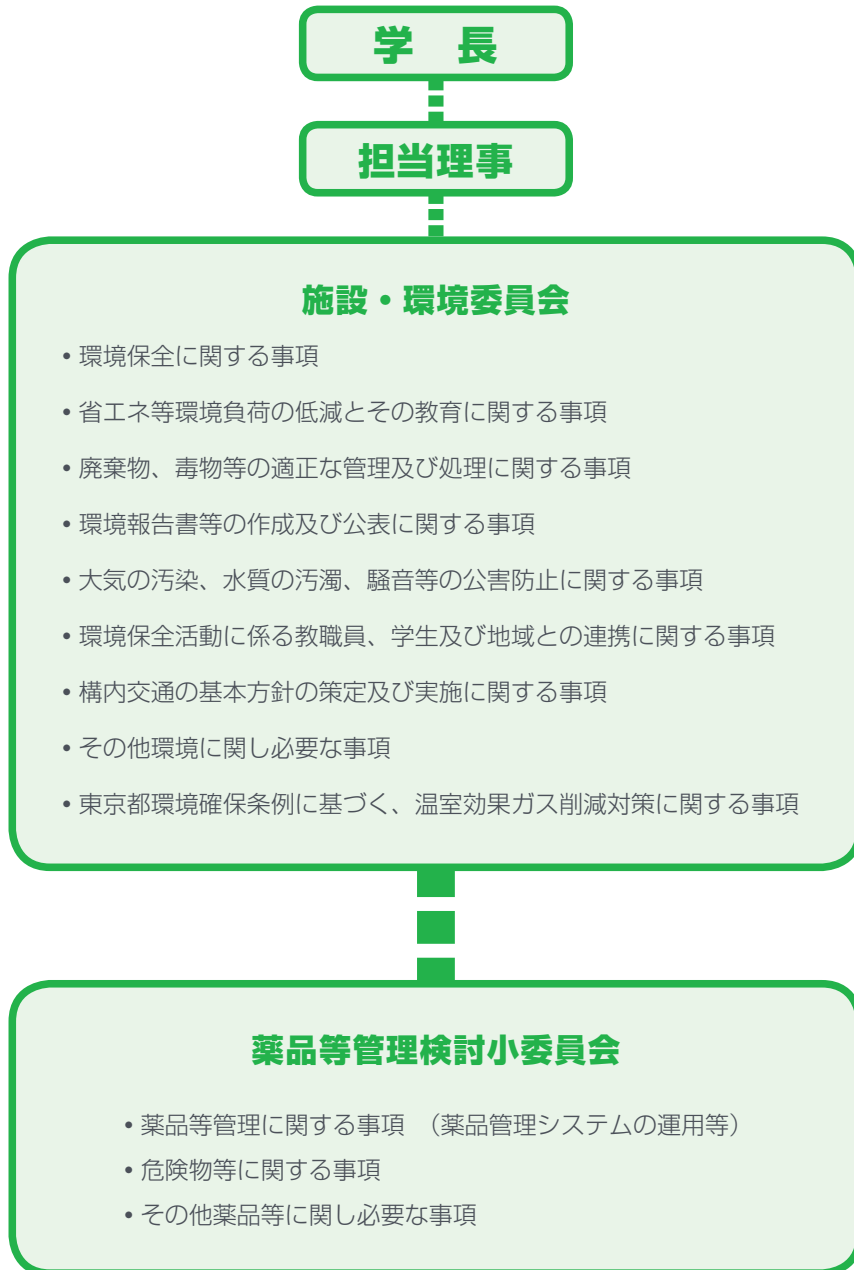 学　長
担当理事
施設・環境委員会
• 環境保全に関する事項
• 省エネ等環境負荷の低減とその教育に関する事項
• 廃棄物、毒物等の適正な管理及び処理に関する事項
• 環境報告書等の作成及び公表に関する事項
• 大気の汚染、水質の汚濁、騒音等の公害防止に関する事項
• 環境保全活動に係る教職員、学生及び地域との連携に関する事項
• 構内交通の基本方針の策定及び実施に関する事項
• その他環境に関し必要な事項
• 東京都環境確保条例に基づく、温室効果ガス削減対策に関する事項
薬品等管理検討小委員会
• 薬品等管理に関する事項　（薬品管理システムの運用等）
• 危険物等に関する事項
• その他薬品等に関し必要な事項